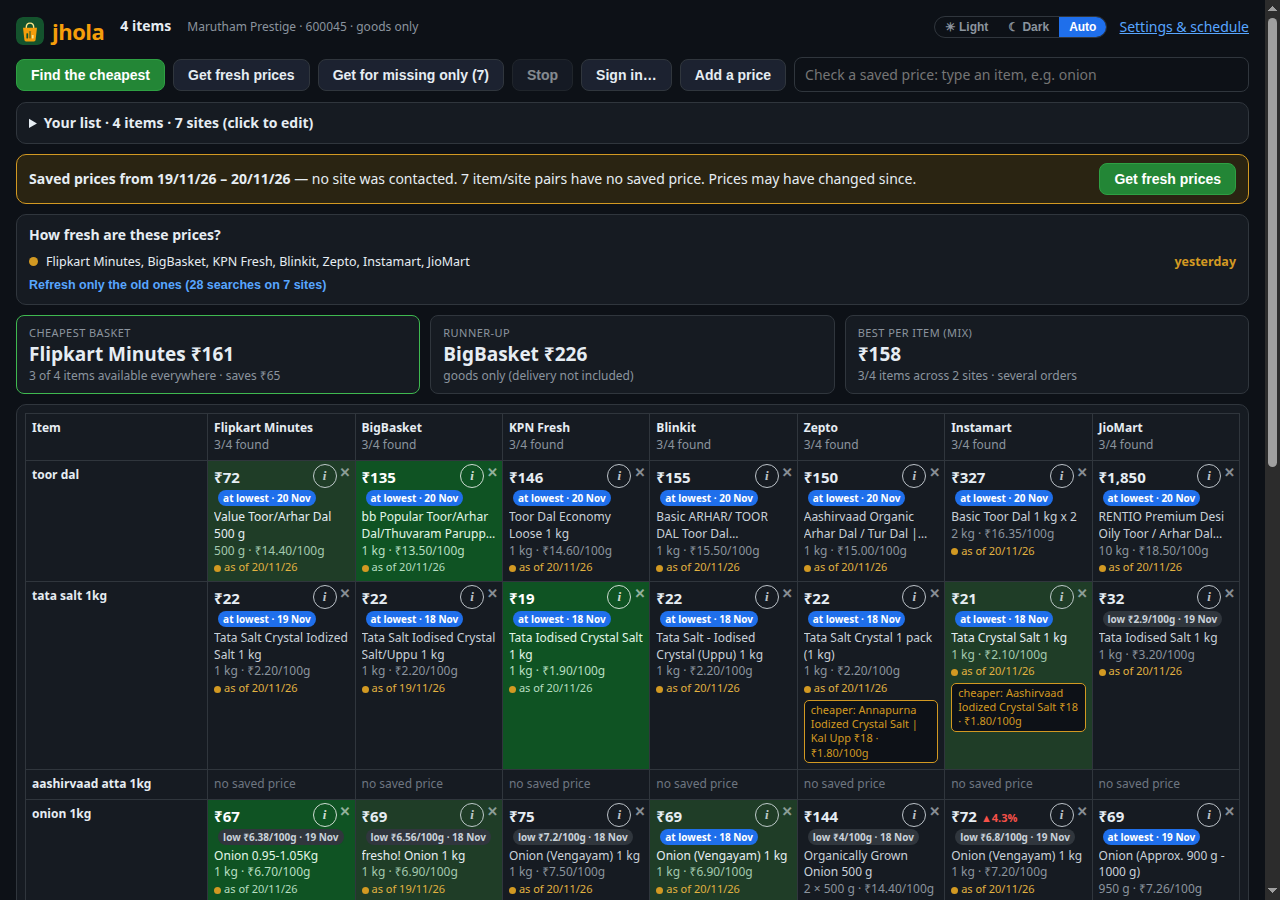 jhola 4 items Marutham Prestige · 600045 · goods only ☀ Light ☾ Dark Auto Settings & schedule
Find the cheapest Get fresh prices Get for missing only (7) Stop Sign in… Add a price Check a saved price: type an item, e.g. onion
▶ Your list · 4 items · 7 sites (click to edit)
Saved prices from 19/11/26 – 20/11/26 — no site was contacted. 7 item/site pairs have no saved price. Prices may have changed since. Get fresh prices
How fresh are these prices?
Flipkart Minutes, BigBasket, KPN Fresh, Blinkit, Zepto, Instamart, JioMart yesterday
Refresh only the old ones (28 searches on 7 sites)
CHEAPEST BASKET
Flipkart Minutes ₹161
3 of 4 items available everywhere · saves ₹65
RUNNER-UP
BigBasket ₹226
goods only (delivery not included)
BEST PER ITEM (MIX)
₹158
3/4 items across 2 sites · several orders
Item
Flipkart Minutes
3/4 found
BigBasket
3/4 found
KPN Fresh
3/4 found
Blinkit
3/4 found
Zepto
3/4 found
Instamart
3/4 found
JioMart
3/4 found
toor dal
₹72 i ×
at lowest · 20 Nov
Value Toor/Arhar Dal
500 g
500 g · ₹14.40/100g
as of 20/11/26
₹135 i ×
at lowest · 20 Nov
bb Popular Toor/Arhar
Dal/Thuvaram Parupp…
1 kg · ₹13.50/100g
as of 20/11/26
₹146 i ×
at lowest · 20 Nov
Toor Dal Economy
Loose 1 kg
1 kg · ₹14.60/100g
as of 20/11/26
₹155 i ×
at lowest · 20 Nov
Basic ARHAR/ TOOR
DAL Toor Dal…
1 kg · ₹15.50/100g
as of 20/11/26
₹150 i ×
at lowest · 20 Nov
Aashirvaad Organic
Arhar Dal / Tur Dal |…
1 kg · ₹15.00/100g
as of 20/11/26
₹327 i ×
at lowest · 20 Nov
Basic Toor Dal 1 kg x 2
2 kg · ₹16.35/100g
as of 20/11/26
₹1,850 i ×
at lowest · 20 Nov
RENTIO Premium Desi
Oily Toor / Arhar Dal…
10 kg · ₹18.50/100g
as of 20/11/26
tata salt 1kg
₹22 i ×
at lowest · 19 Nov
Tata Salt Crystal Iodized
Salt 1 kg
1 kg · ₹2.20/100g
as of 20/11/26
₹22 i ×
at lowest · 18 Nov
Tata Salt Iodised Crystal
Salt/Uppu 1 kg
1 kg · ₹2.20/100g
as of 19/11/26
₹19 i ×
at lowest · 18 Nov
Tata Iodised Crystal Salt
1 kg
1 kg · ₹1.90/100g
as of 20/11/26
₹22 i ×
at lowest · 18 Nov
Tata Salt - Iodised
Crystal (Uppu) 1 kg
1 kg · ₹2.20/100g
as of 20/11/26
₹22 i ×
at lowest · 18 Nov
Tata Salt Crystal 1 pack
(1 kg)
1 kg · ₹2.20/100g
as of 20/11/26
cheaper: Annapurna
Iodized Crystal Salt |
Kal Upp ₹18 ·
₹1.80/100g
₹21 i ×
at lowest · 18 Nov
Tata Crystal Salt 1 kg
1 kg · ₹2.10/100g
as of 20/11/26
cheaper: Aashirvaad
Iodized Crystal Salt ₹18
· ₹1.80/100g
₹32 i ×
low ₹2.9/100g · 19 Nov
Tata Iodised Salt 1 kg
1 kg · ₹3.20/100g
as of 20/11/26
aashirvaad atta 1kg
no saved price
no saved price
no saved price
no saved price
no saved price
no saved price
no saved price
onion 1kg
₹67 i ×
low ₹6.38/100g · 19 Nov
Onion 0.95-1.05Kg
1 kg · ₹6.70/100g
as of 20/11/26
₹69 i ×
low ₹6.56/100g · 18 Nov
fresho! Onion 1 kg
1 kg · ₹6.90/100g
as of 19/11/26
₹75 i ×
low ₹7.2/100g · 18 Nov
Onion (Vengayam) 1 kg
1 kg · ₹7.50/100g
as of 20/11/26
₹69 i ×
at lowest · 18 Nov
Onion (Vengayam) 1 kg
1 kg · ₹6.90/100g
as of 20/11/26
₹144 i ×
low ₹4/100g · 18 Nov
Organically Grown
Onion 500 g
2 × 500 g · ₹14.40/100g
₹72 ▲4.3% i ×
low ₹6.8/100g · 19 Nov
Onion (Vengayam) 1 kg
1 kg · ₹7.20/100g
as of 20/11/26
₹69 i ×
at lowest · 19 Nov
Onion (Approx. 900 g -
1000 g)
950 g · ₹7.26/100g